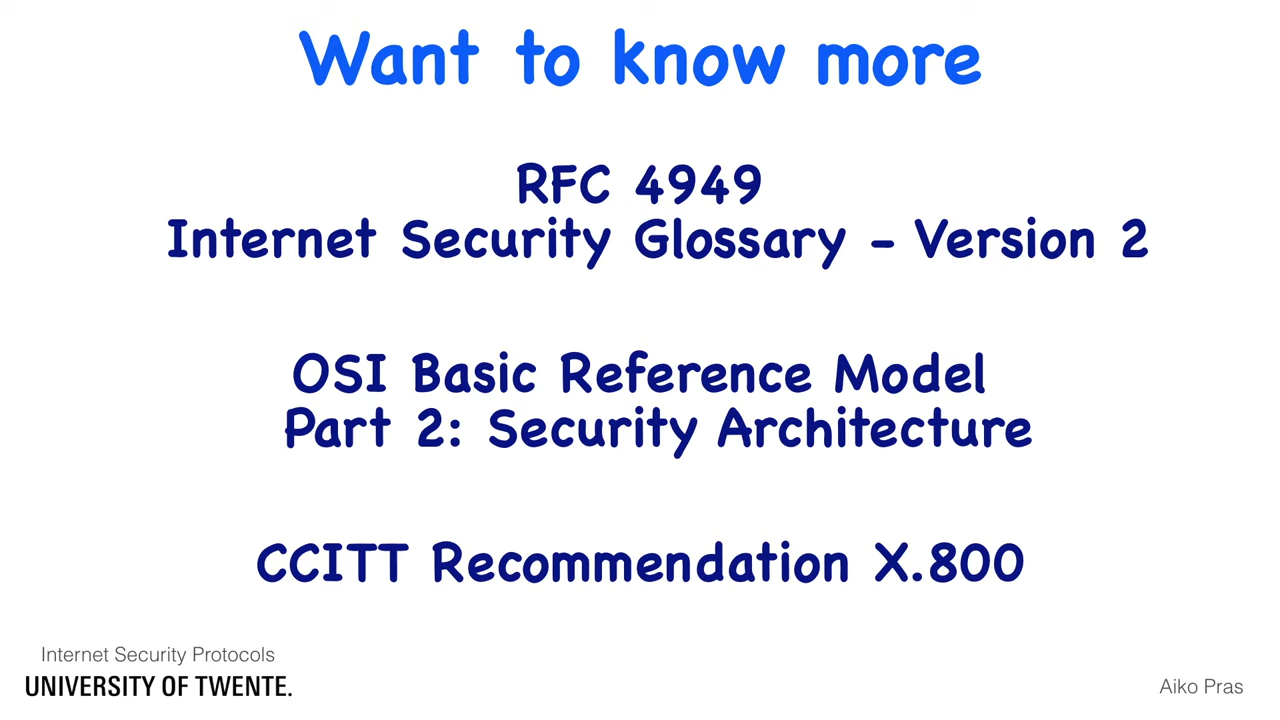 Want to know more
RFC 4949
Internet Security Glossary - Version 2
OSI Basic Reference Model
Part 2: Security Architecture
CCITT Recommendation X.800
Internet Security Protocols
UNIVERSITY OF TWENTE.
Aiko Pras